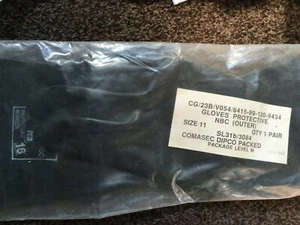 CG/23B/V054/8415-99-130-9434
GLOVES PROTECTIVE
NBC (OUTER)
SIZE 11
QTY 1 PAIR
SL31b/3084
COMASEC DIPCO PACKED
PACKAGE LEVEL N